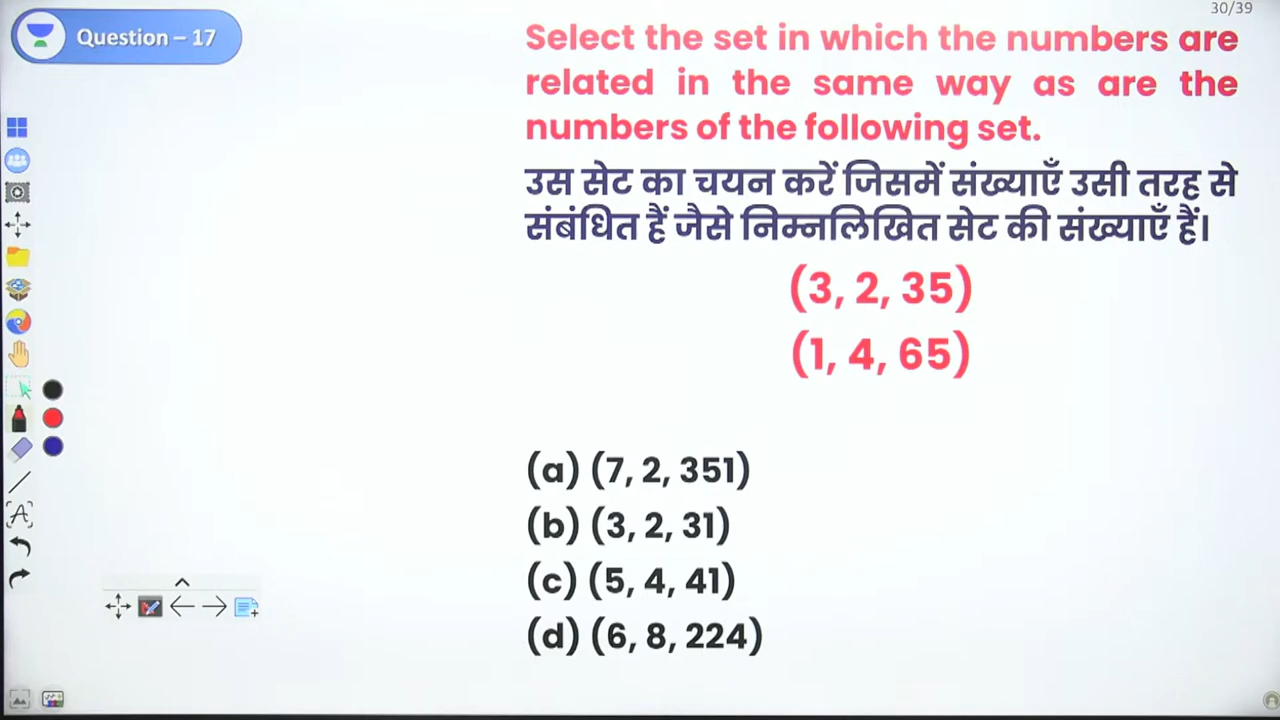 30/39
Question – 17
Select the set in which the numbers are
related in the same way as are the
numbers of the following set.
उस सेट का चयन करें जिसमें संख्याएँ उसी तरह से
संबंधित हैं जैसे निम्नलिखित सेट की संख्याएँ हैं।
(3, 2, 35)
(1, 4, 65)
(a) (7, 2, 351)
(b) (3, 2, 31)
(c) (5, 4, 41)
(d) (6, 8, 224)